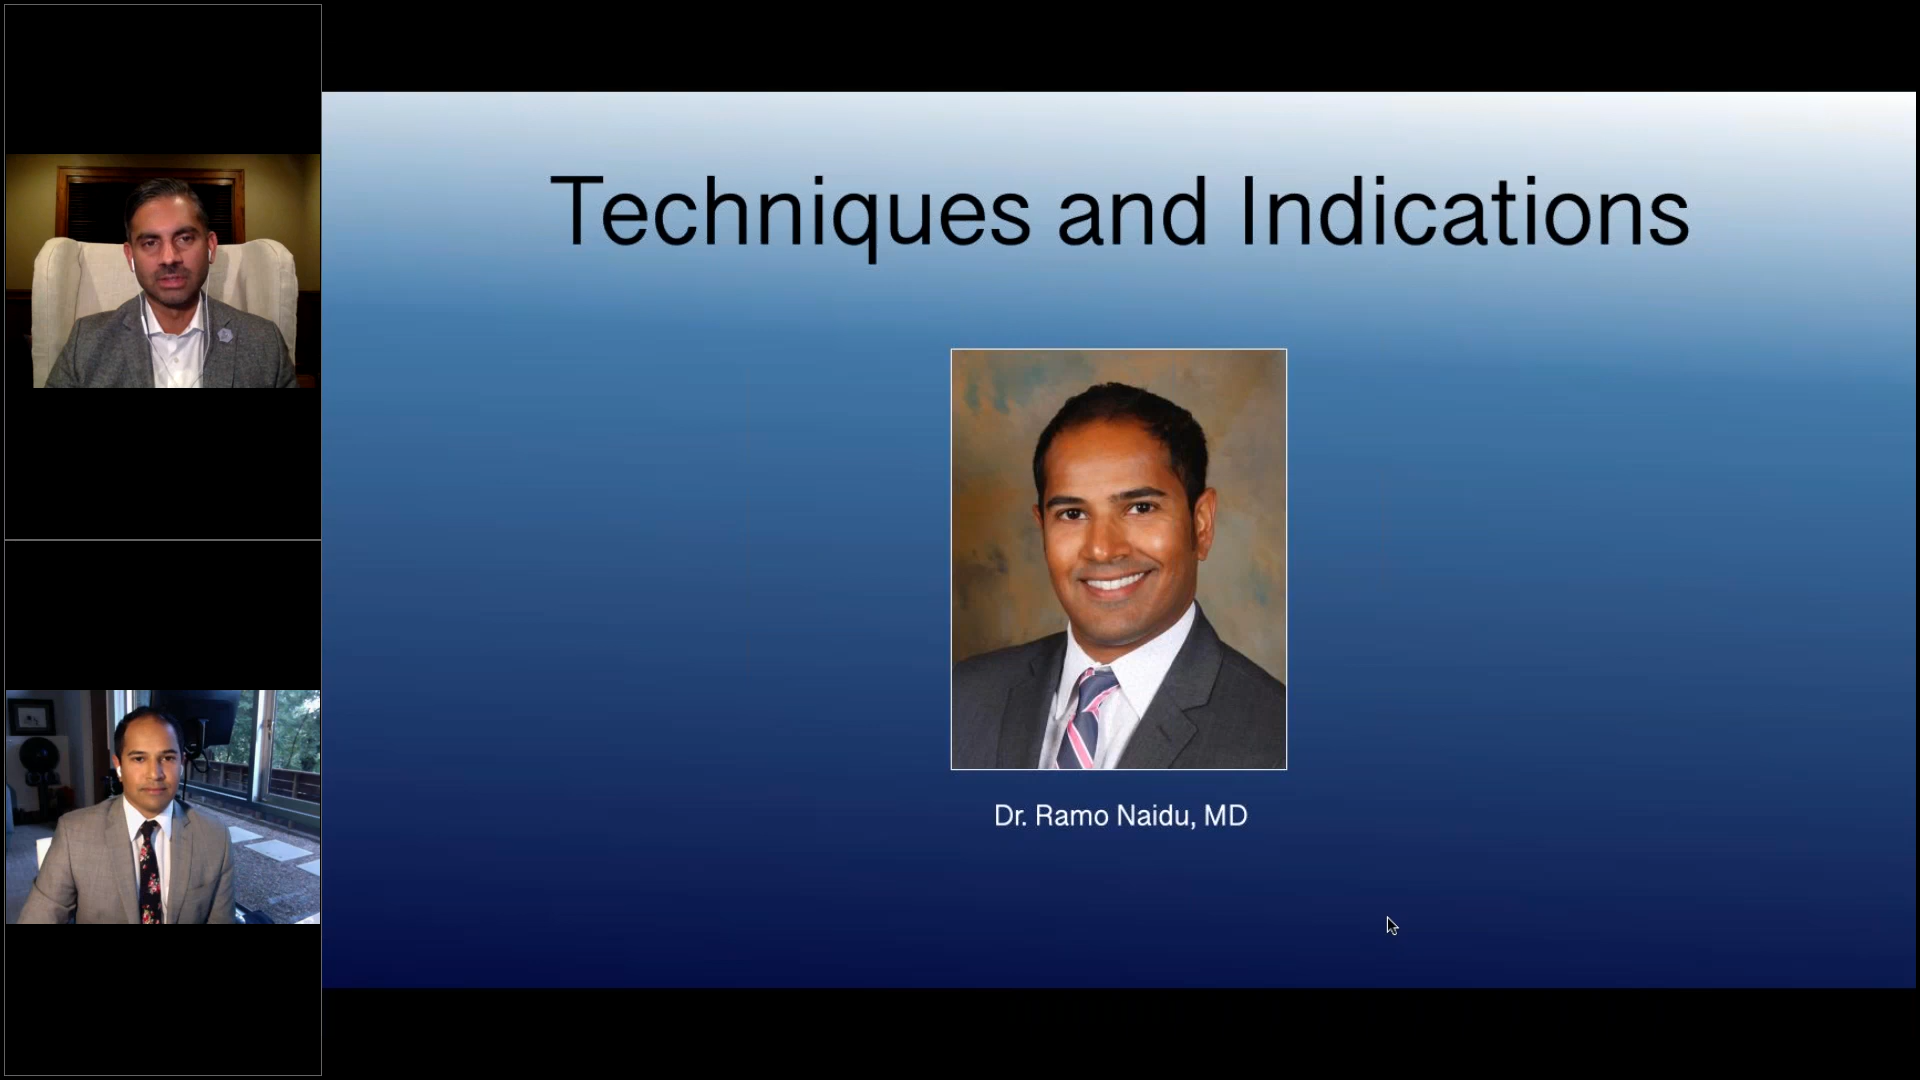 Techniques and Indications
Dr. Ramo Naidu, MD